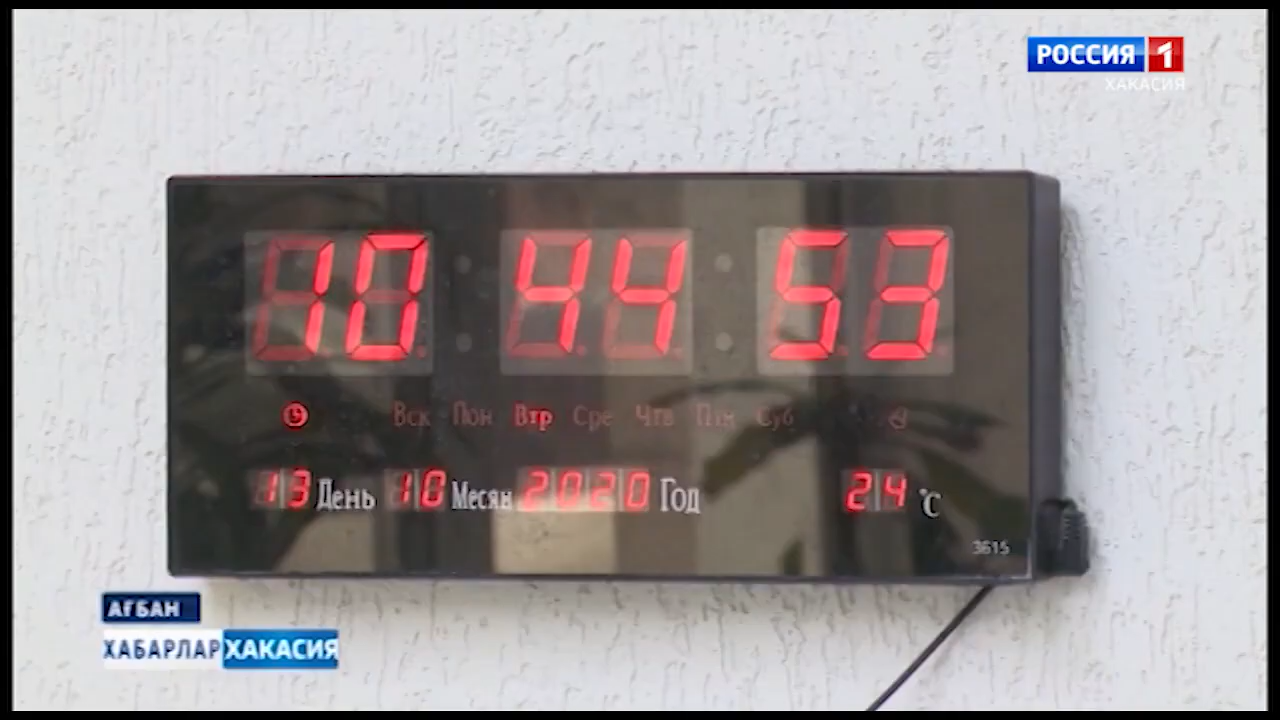 РОССИЯ 1
ХАКАСИЯ
10 44 53
Вск Пон Втр Сре Чтв Птн Суб
13 День 10 Месян 2020 Год 24 °C
3615
АҒБАН
ХАБАРЛАР ХАКАСИЯ